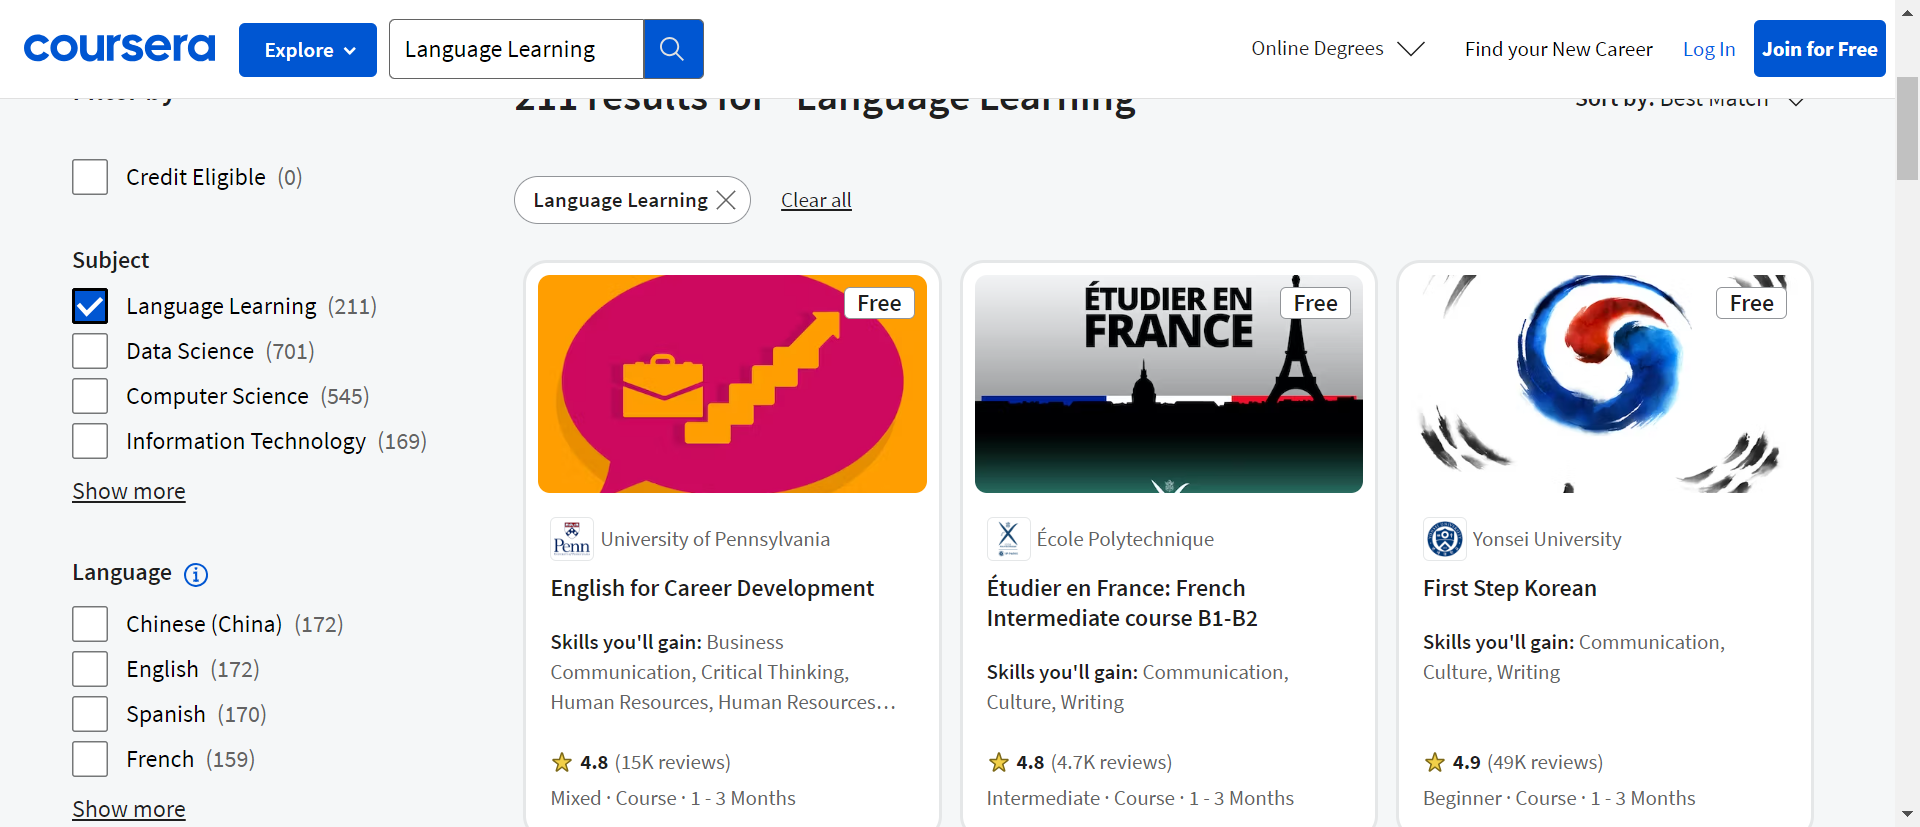 coursera
Explore
Language Learning
Online Degrees
Find your New Career
Log In
Join for Free
Filter by
211 results for "Language Learning
Sort by: Best Match
Credit Eligible (0)
Language Learning
Clear all
Subject
Language Learning (211)
Data Science (701)
Computer Science (545)
Information Technology (169)
Show more
Language
Chinese (China) (172)
English (172)
Spanish (170)
French (159)
Show more
Free
Penn
University of Pennsylvania
English for Career Development
Skills you'll gain: Business
Communication, Critical Thinking,
Human Resources, Human Resources…
4.8 (15K reviews)
Mixed · Course · 1 - 3 Months
ÉTUDIER EN
FRANCE
Free
École Polytechnique
Étudier en France: French
Intermediate course B1-B2
Skills you'll gain: Communication,
Culture, Writing
4.8 (4.7K reviews)
Intermediate · Course · 1 - 3 Months
Free
Yonsei University
First Step Korean
Skills you'll gain: Communication,
Culture, Writing
4.9 (49K reviews)
Beginner · Course · 1 - 3 Months